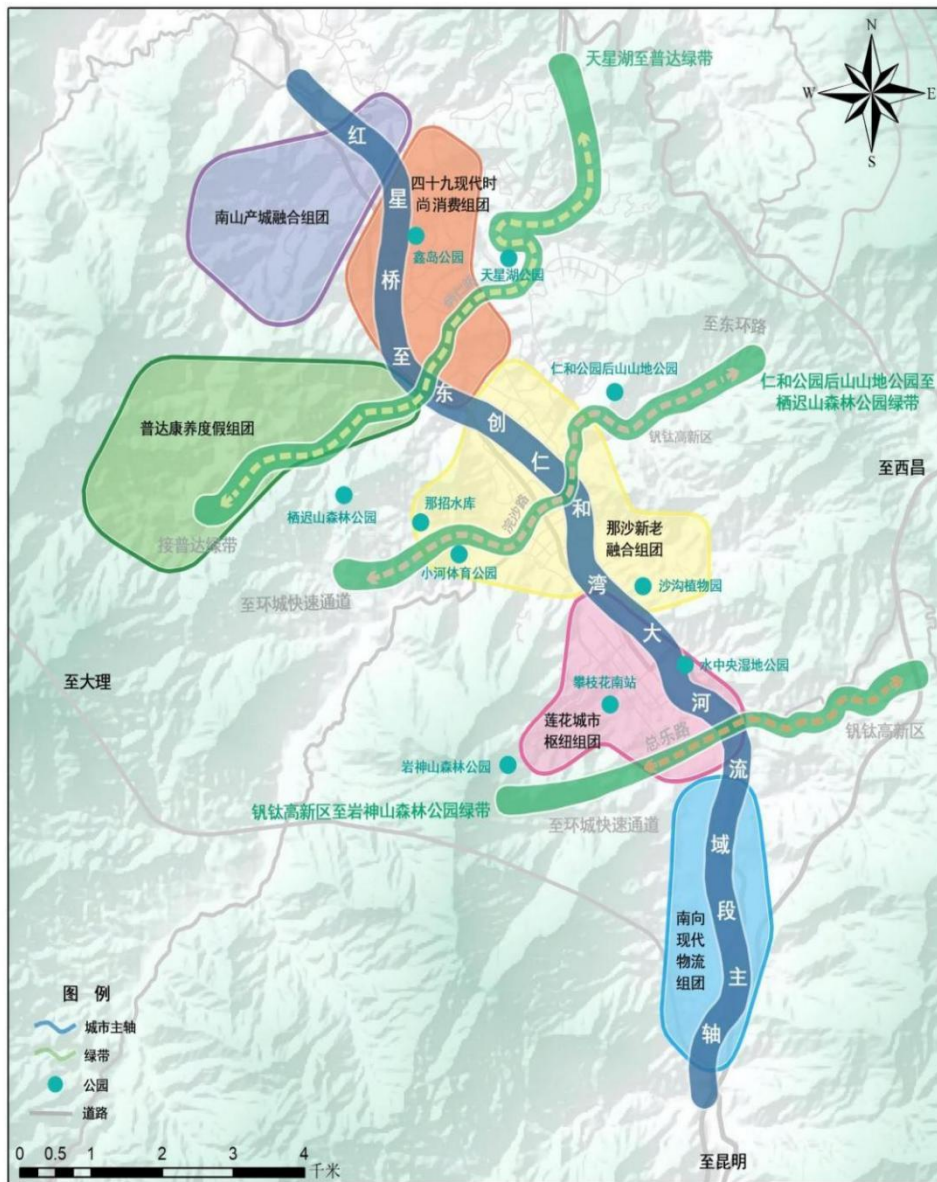 天星湖至普达绿带
N
W
E
S
红星桥至东创仁和湾大河流域段主轴
四十九现代时
尚消费组团
南山产城融合组团
鑫岛公园
天星湖公园
至东环路
仁和公园后山山地公园
仁和公园后山山地公园至
栖迟山森林公园绿带
钒钛高新区
普达康养度假组团
至西昌
栖迟山森林公园
那招水库
浣沙路
那沙新老
融合组团
接普达绿带
小河体育公园
沙沟植物园
至环城快速通道
水中央湿地公园
至大理
攀枝花南站
莲花城市
枢纽组团
总乐路
钒钛高新区
岩神山森林公园
钒钛高新区至岩神山森林公园绿带
至环城快速通道
南向
现代
物流
组团
图 例
城市主轴
绿带
公园
道路
0 0.5 1 2 3 4
千米
至昆明